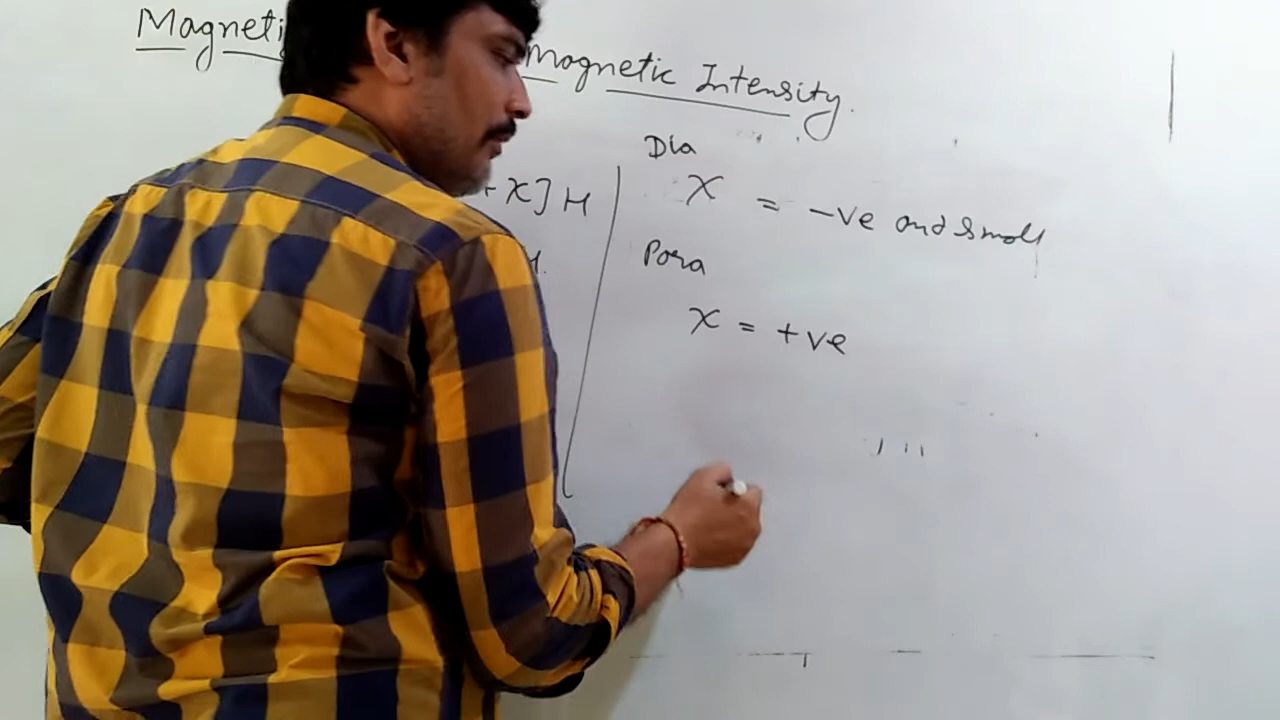 Magneti Magnetic Intensity.
+ χ] H
H.
Dia
χ = -ve and small
Para
χ = +ve